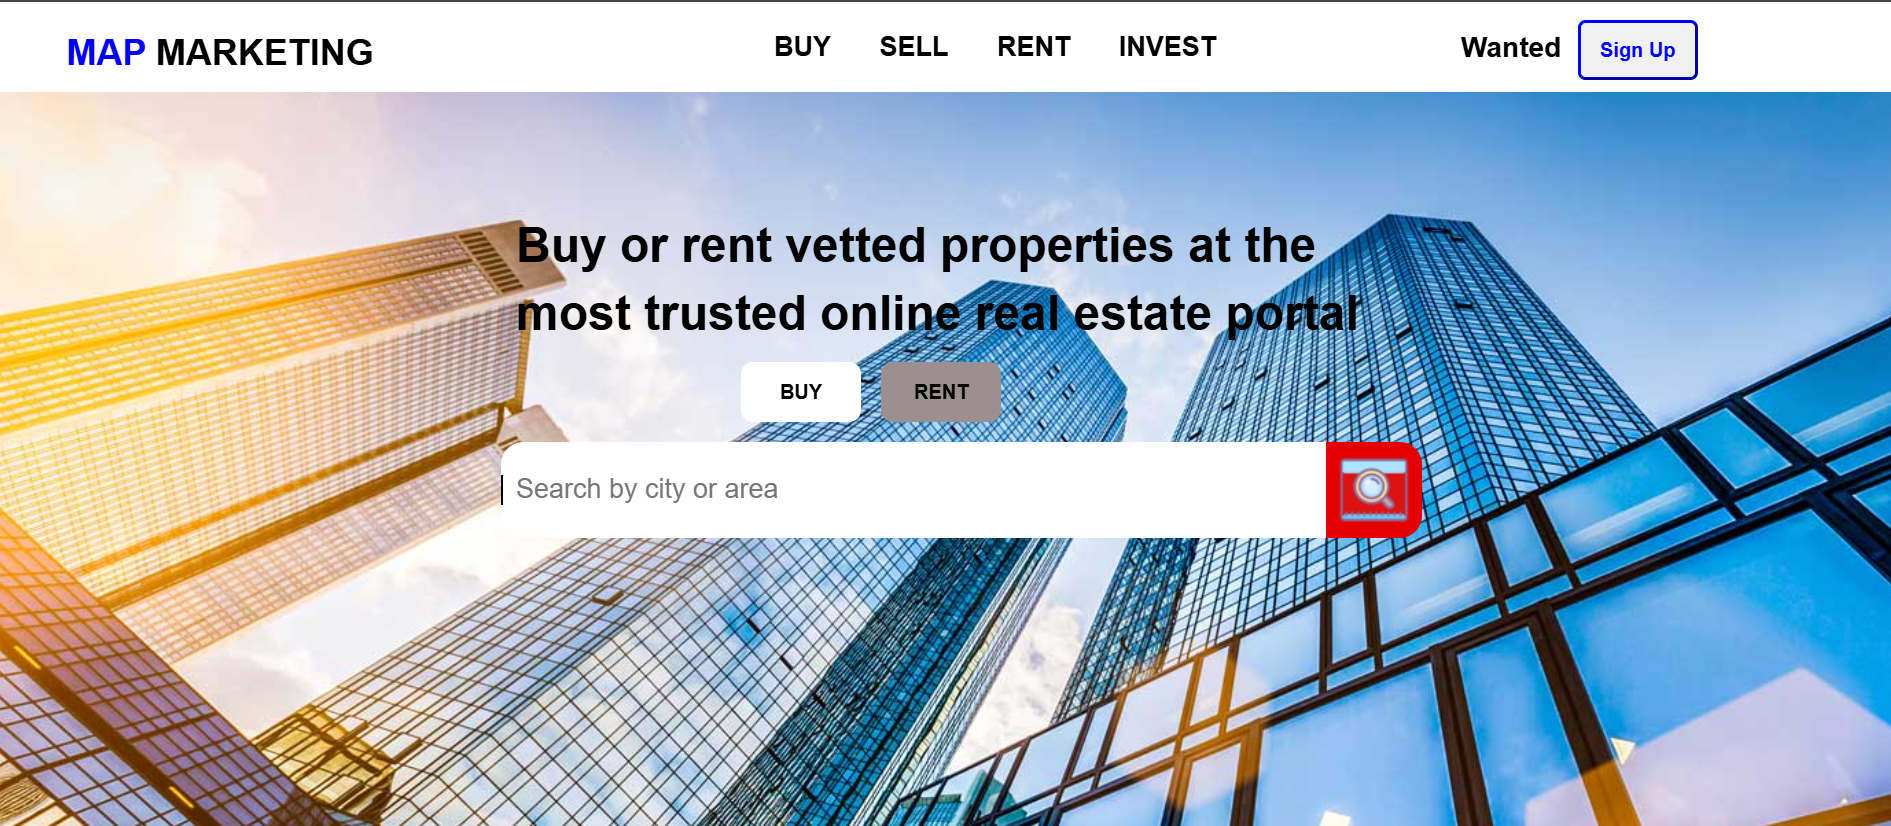 MAP MARKETING
BUY SELL RENT INVEST
Wanted
Sign Up
Buy or rent vetted properties at the
most trusted online real estate portal
BUY
RENT
Search by city or area